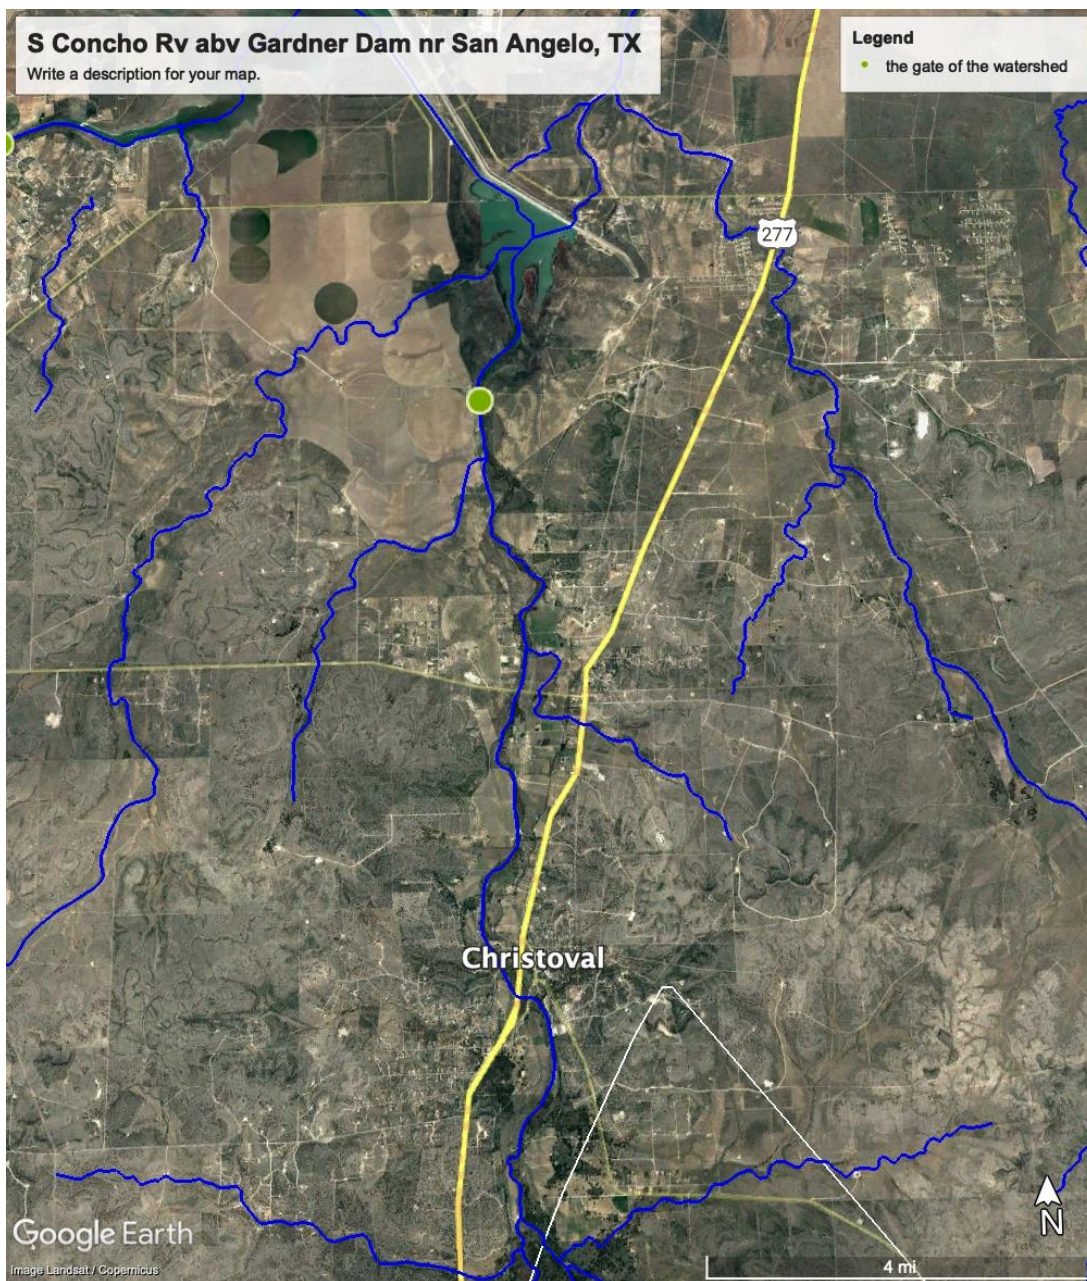 S Concho Rv abv Gardner Dam nr San Angelo, TX
Write a description for your map.
Legend
the gate of the watershed
277
Christoval
N
Google Earth
4 mi
Image Landsat / Copernicus